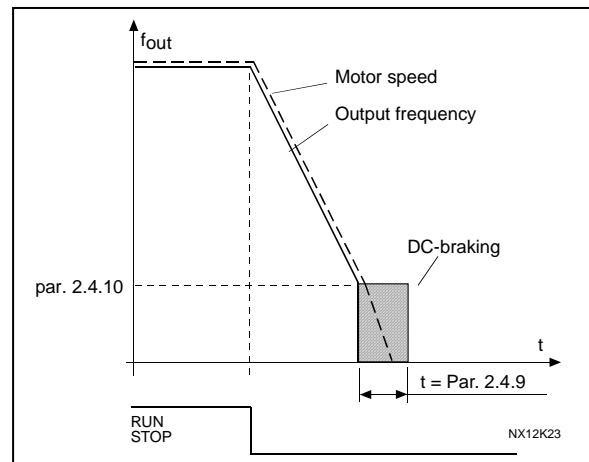 fout
Motor speed
Output frequency
DC-braking
par. 2.4.10
t
t = Par. 2.4.9
RUN
STOP
NX12K23